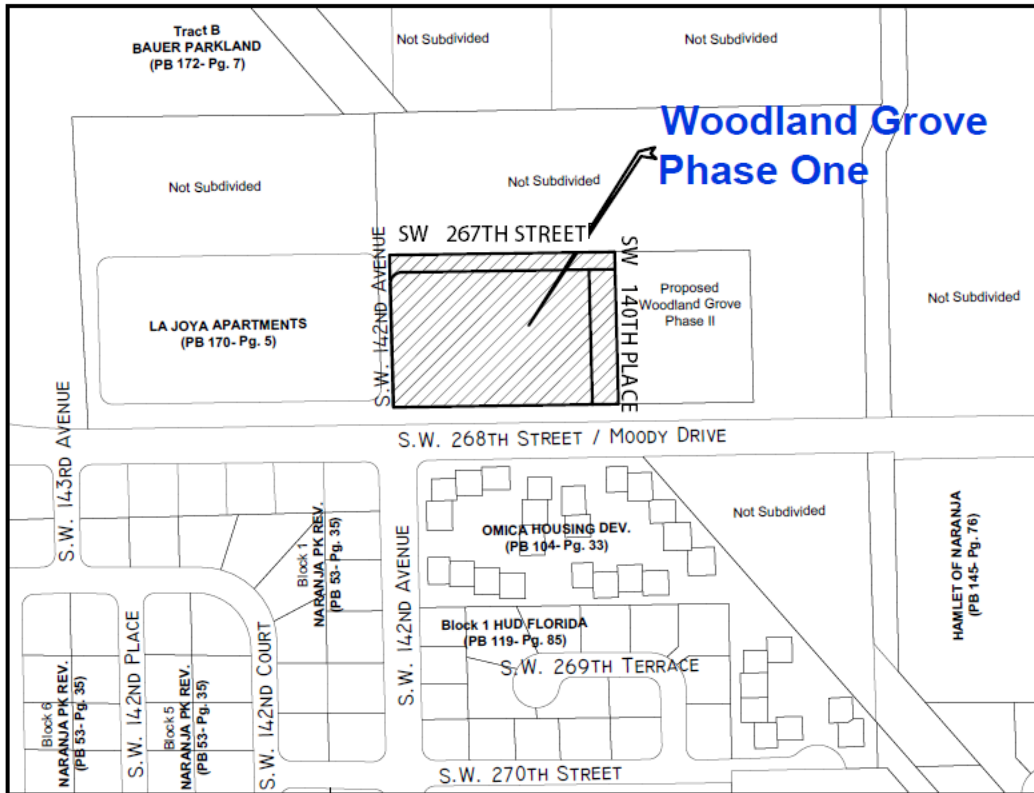 Tract B
BAUER PARKLAND
(PB 172- Pg. 7)
Not Subdivided
Not Subdivided
Woodland Grove
Phase One
Not Subdivided
Not Subdivided
SW 267TH STREET
S.W. 142ND AVENUE
SW 140TH PLACE
Proposed
Woodland Grove
Phase II
Not Subdivided
LA JOYA APARTMENTS
(PB 170- Pg. 5)
S.W. 268TH STREET / MOODY DRIVE
S.W. 143RD AVENUE
Block 1
NARANJA PK REV.
(PB 53- Pg. 35)
S.W. 142ND AVENUE
OMICA HOUSING DEV.
(PB 104- Pg. 33)
Not Subdivided
HAMLET OF NARANJA
(PB 145- Pg. 76)
Block 1 HUD FLORIDA
(PB 119- Pg. 85)
S.W. 269TH TERRACE
Block 6
NARANJA PK REV.
(PB 53- Pg. 35)
S.W. 142ND PLACE
Block 5
NARANJA PK REV.
(PB 53- Pg. 35)
S.W. 142ND COURT
S.W. 270TH STREET